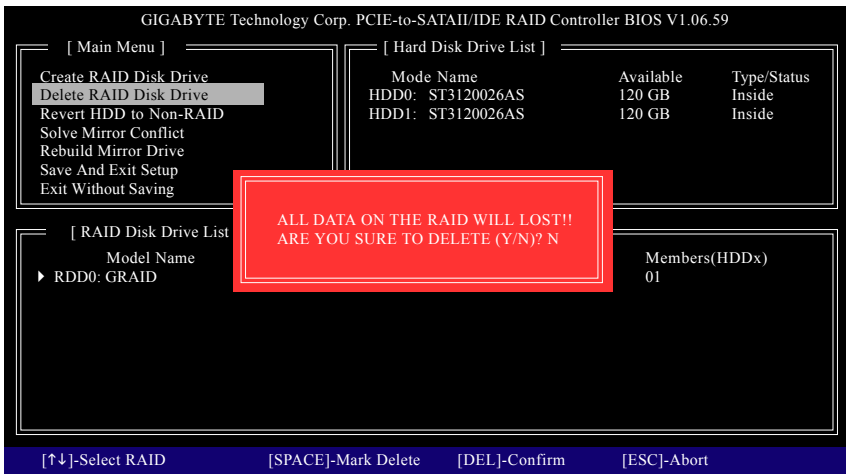 GIGABYTE Technology Corp. PCIE-to-SATAII/IDE RAID Controller BIOS V1.06.59
[ Main Menu ]
Create RAID Disk Drive
Delete RAID Disk Drive
Revert HDD to Non-RAID
Solve Mirror Conflict
Rebuild Mirror Drive
Save And Exit Setup
Exit Without Saving
[ Hard Disk Drive List ]
Mode Name Available Type/Status
HDD0: ST3120026AS 120 GB Inside
HDD1: ST3120026AS 120 GB Inside
ALL DATA ON THE RAID WILL LOST!!
ARE YOU SURE TO DELETE (Y/N)? N
[ RAID Disk Drive List
Model Name Members(HDDx)
RDD0: GRAID 01
[↑↓]-Select RAID [SPACE]-Mark Delete [DEL]-Confirm [ESC]-Abort